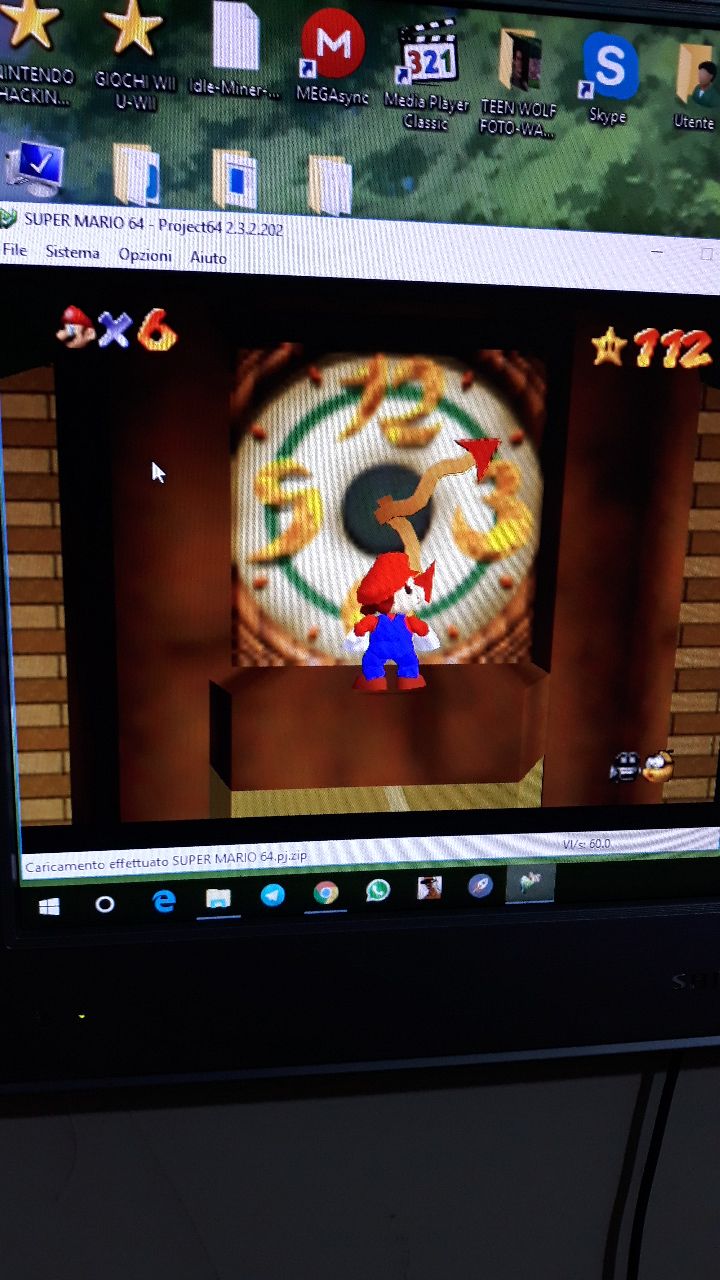 NINTENDO HACKIN...
GIOCHI WII U-WII
Idle-Miner-...
MEGAsync
Media Player Classic
TEEN WOLF FOTO-WA...
Skype
Utente
M
321
S
SUPER MARIO 64 - Project64 2.3.2.202
File Sistema Opzioni Aiuto
×6
112
12
9
3
Caricamento effettuato SUPER MARIO 64.pj.zip
VI/s: 60.0